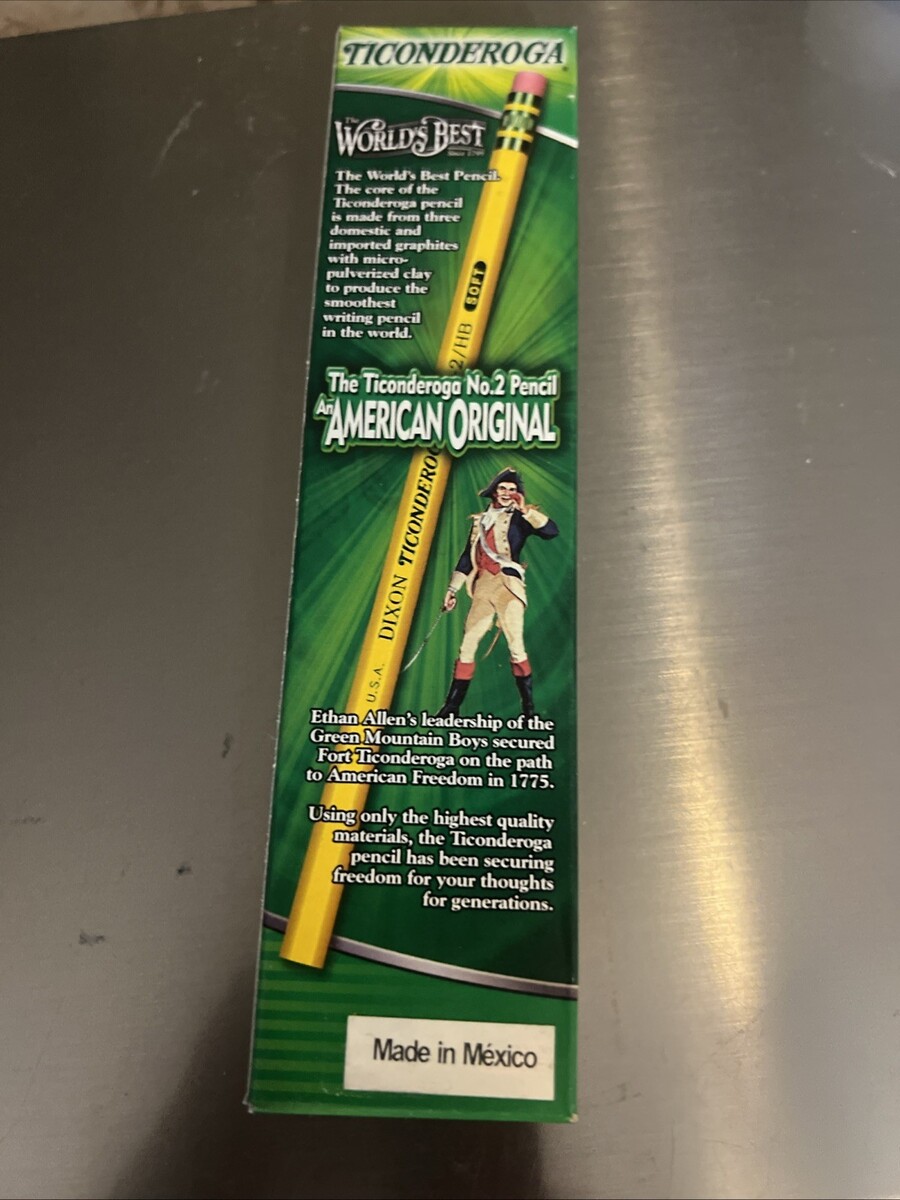 TICONDEROGA
The
WORLD'S BEST
The World's Best Pencil.
The core of the
Ticonderoga pencil
is made from three
domestic and
imported graphites
with micro-
pulverized clay
to produce the
smoothest
writing pencil
in the world.
2/HB SOFT
The Ticonderoga No.2 Pencil
An AMERICAN ORIGINAL
U.S.A. DIXON TICONDERO
Ethan Allen's leadership of the
Green Mountain Boys secured
Fort Ticonderoga on the path
to American Freedom in 1775.
Using only the highest quality
materials, the Ticonderoga
pencil has been securing
freedom for your thoughts
for generations.
Made in México